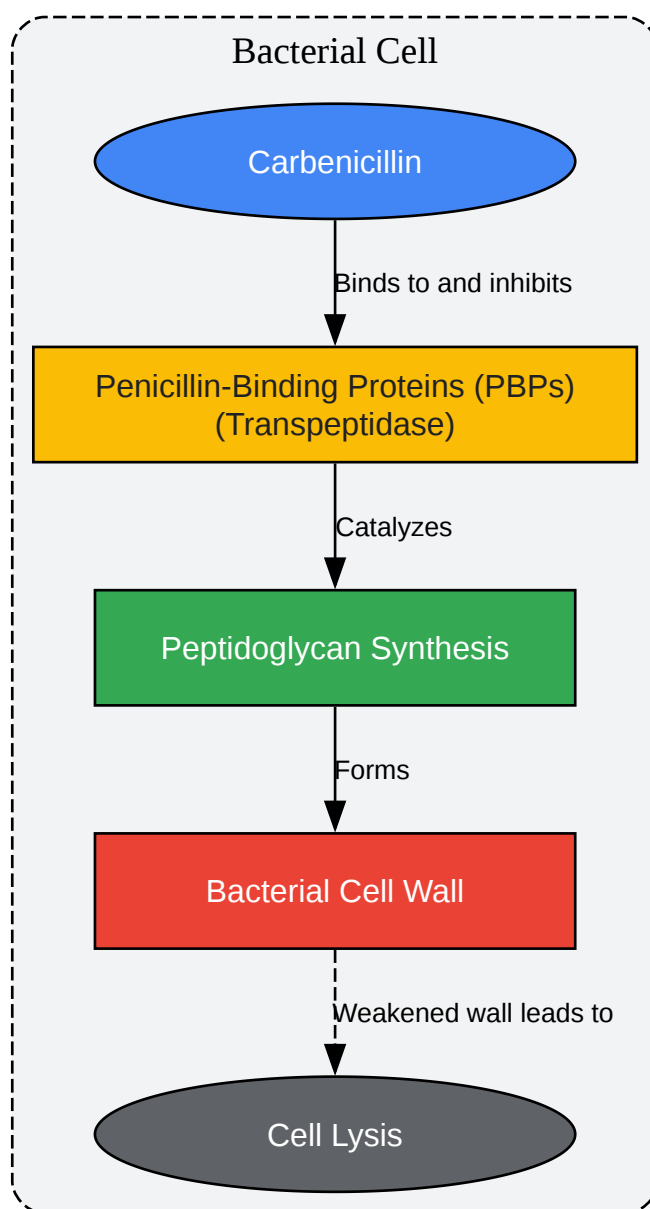 Bacterial Cell
Carbenicillin
Binds to and inhibits
Penicillin-Binding Proteins (PBPs)
(Transpeptidase)
Catalyzes
Peptidoglycan Synthesis
Forms
Bacterial Cell Wall
Weakened wall leads to
Cell Lysis